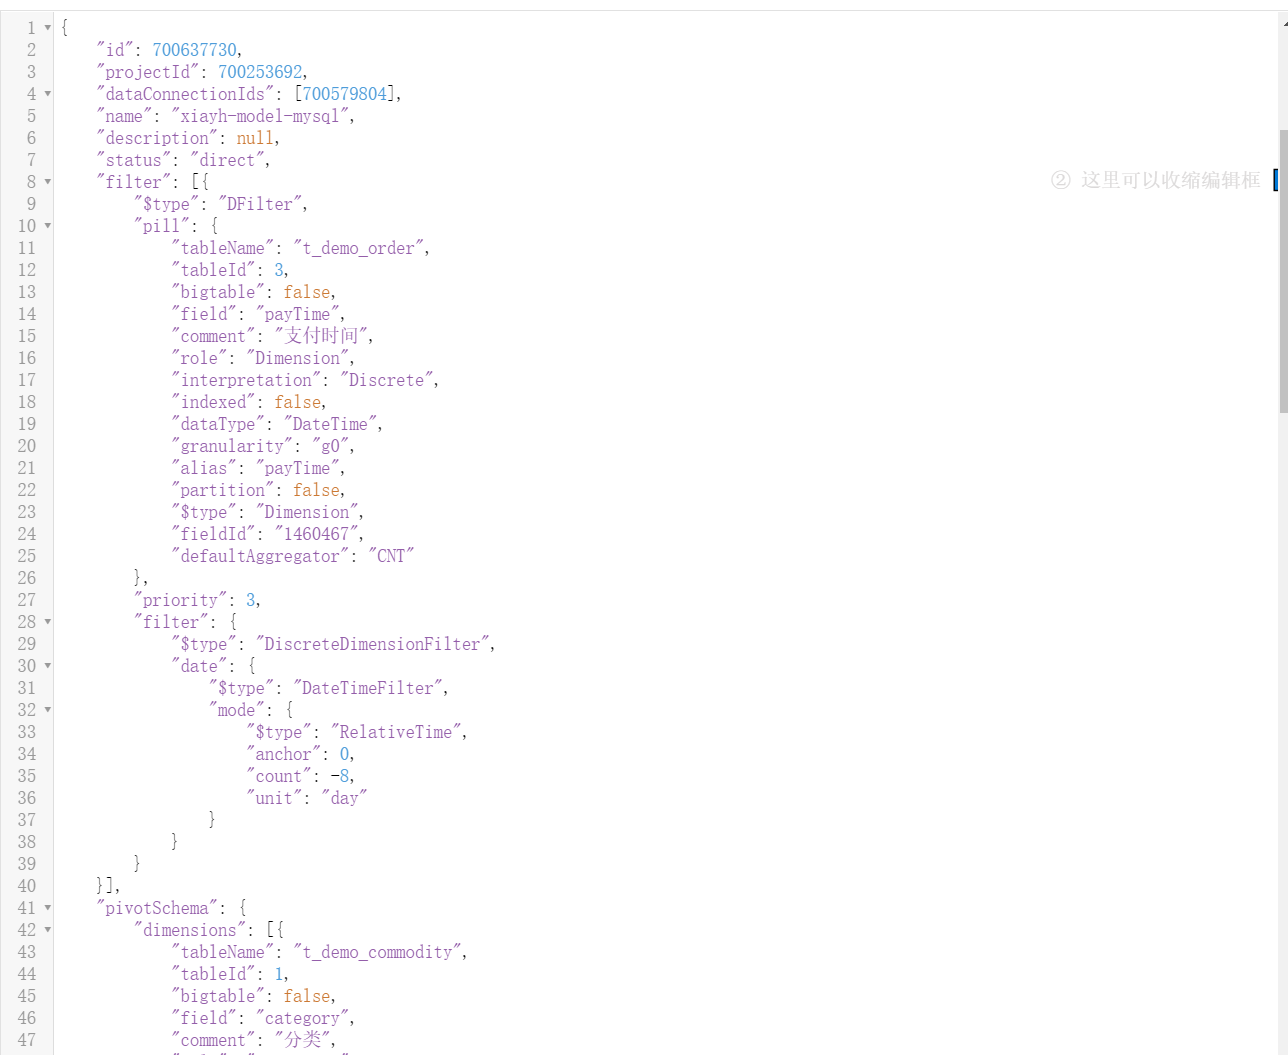 1 {
2 "id": 700637730,
3 "projectId": 700253692,
4 "dataConnectionIds": [700579804],
5 "name": "xiayh-model-mysql",
6 "description": null,
7 "status": "direct",
8 "filter": [{
② 这里可以收缩编辑框
9 "$type": "DFilter",
10 "pill": {
11 "tableName": "t_demo_order",
12 "tableId": 3,
13 "bigtable": false,
14 "field": "payTime",
15 "comment": "支付时间",
16 "role": "Dimension",
17 "interpretation": "Discrete",
18 "indexed": false,
19 "dataType": "DateTime",
20 "granularity": "g0",
21 "alias": "payTime",
22 "partition": false,
23 "$type": "Dimension",
24 "fieldId": "1460467",
25 "defaultAggregator": "CNT"
26 },
27 "priority": 3,
28 "filter": {
29 "$type": "DiscreteDimensionFilter",
30 "date": {
31 "$type": "DateTimeFilter",
32 "mode": {
33 "$type": "RelativeTime",
34 "anchor": 0,
35 "count": -8,
36 "unit": "day"
37 }
38 }
39 }
40 }],
41 "pivotSchema": {
42 "dimensions": [{
43 "tableName": "t_demo_commodity",
44 "tableId": 1,
45 "bigtable": false,
46 "field": "category",
47 "comment": "分类",